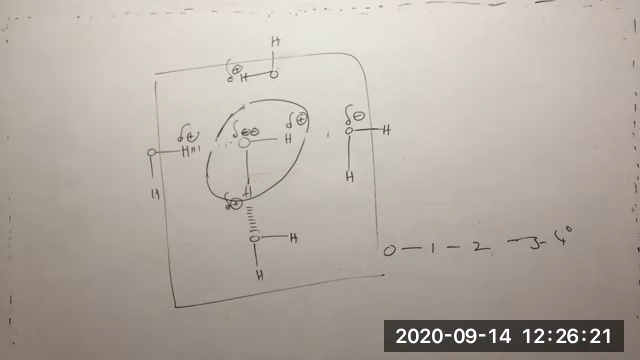 H
δ⊕ H—O
δ⊕ δ⊖⊖ δ⊕ δ⊖
O—H O—H O—H
H H H
δ⊕
O—H
H
0 — 1 — 2 — 3 - 4°
2020-09-14 12:26:21